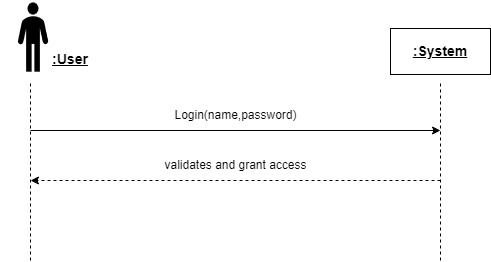 :User
:System
Login(name,password)
validates and grant access